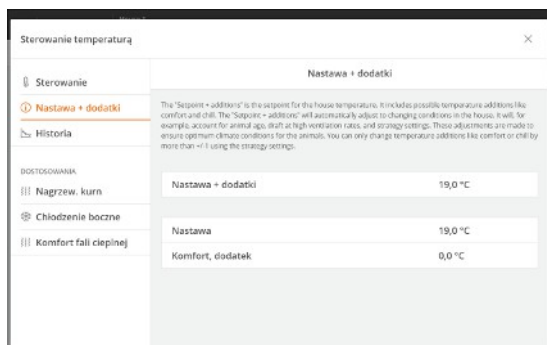 Sterowanie temperaturą
Sterowanie
Nastawa + dodatki
Historia
DOSTOSOWANIA
Nagrzew. kurn
Chłodzenie boczne
Komfort fali cieplnej
Nastawa + dodatki
The "Setpoint + additions" is the setpoint for the house temperature. It includes possible temperature additions like
comfort and chill. The "Setpoint + additions" will automatically adjust to changing conditions in the house. It will, for
example, account for animal age, draft at high ventilation rates, and strategy settings. These adjustments are made to
ensure optimum climate conditions for the animals. You can only change temperature additions like comfort or chill by
more than +/-1 using the strategy settings.
Nastawa + dodatki 19,0 °C
Nastawa 19,0 °C
Komfort, dodatek 0,0 °C